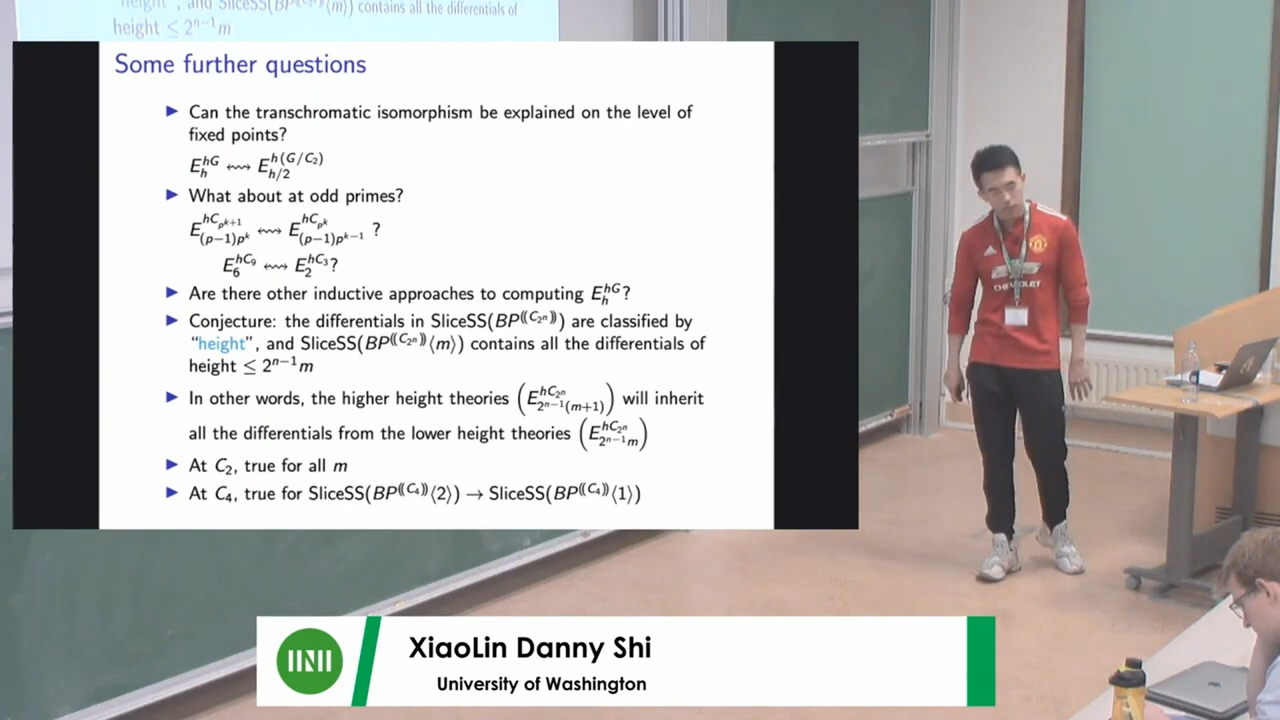 "height", and SliceSS(BP^((C_{2^n}))⟨m⟩) contains all the differentials of
height ≤ 2^{n−1}m
Some further questions
▶ Can the transchromatic isomorphism be explained on the level of
fixed points?
E_h^{hG} ⇝ E_{h/2}^{h(G/C_2)}
▶ What about at odd primes?
E_{(p−1)p^k}^{hC_{p^{k+1}}} ↭ E_{(p−1)p^{k−1}}^{hC_{p^k}} ?
E_6^{hC_9} ↭ E_2^{hC_3}?
▶ Are there other inductive approaches to computing E_h^{hG}?
▶ Conjecture: the differentials in SliceSS(BP^{((C_{2^n}))}) are classified by
"height", and SliceSS(BP^{((C_{2^n}))}⟨m⟩) contains all the differentials of
height ≤ 2^{n−1}m
▶ In other words, the higher height theories (E_{2^{n−1}(m+1)}^{hC_{2^n}}) will inherit
all the differentials from the lower height theories (E_{2^{n−1}m}^{hC_{2^n}})
▶ At C_2, true for all m
▶ At C_4, true for SliceSS(BP^{((C_4))}⟨2⟩) → SliceSS(BP^{((C_4))}⟨1⟩)
adidas
CHEVROLET
XiaoLin Danny Shi
University of Washington